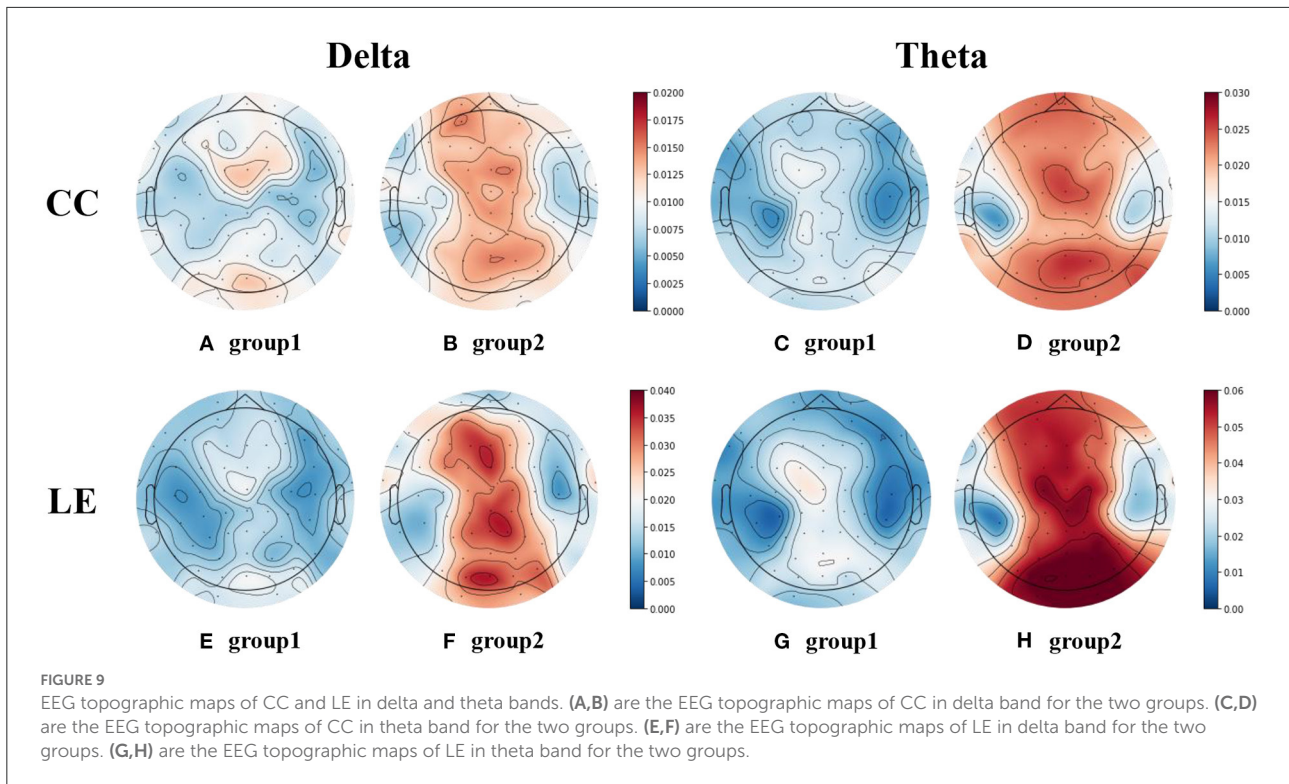 Delta
Theta
CC
0.0200
0.0175
0.0150
0.0125
0.0100
0.0075
0.0050
0.0025
0.0000
0.030
0.025
0.020
0.015
0.010
0.005
0.000
A group1
B group2
C group1
D group2
LE
0.040
0.035
0.030
0.025
0.020
0.015
0.010
0.005
0.000
0.06
0.05
0.04
0.03
0.02
0.01
0.00
E group1
F group2
G group1
H group2
FIGURE 9
EEG topographic maps of CC and LE in delta and theta bands. (A,B) are the EEG topographic maps of CC in delta band for the two groups. (C,D)
are the EEG topographic maps of CC in theta band for the two groups. (E,F) are the EEG topographic maps of LE in delta band for the two
groups. (G,H) are the EEG topographic maps of LE in theta band for the two groups.